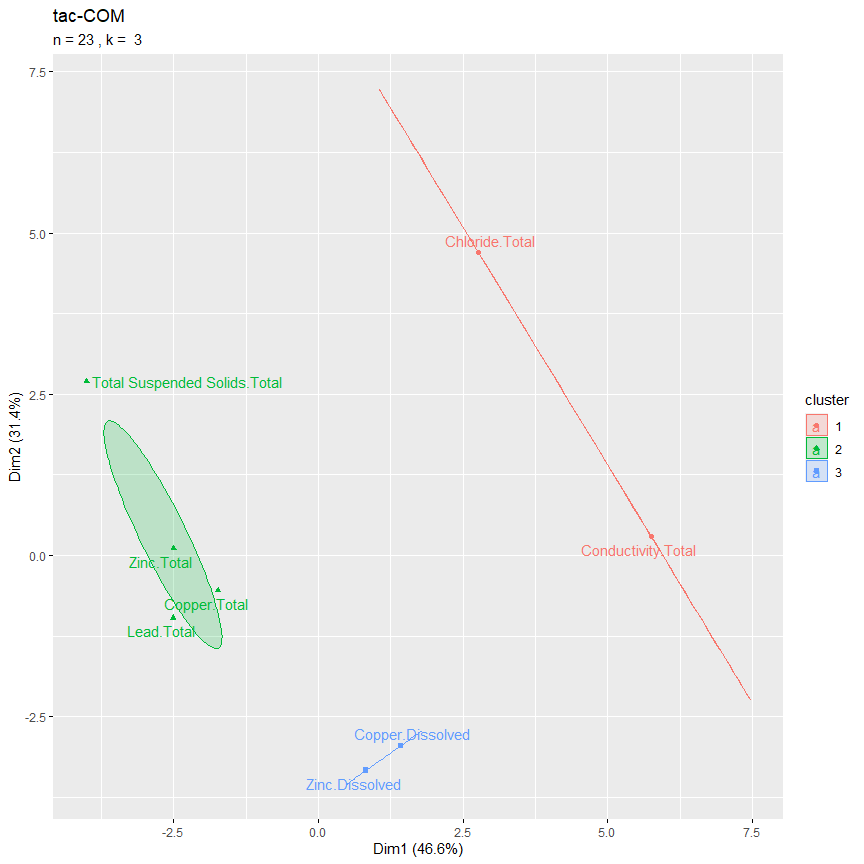 tac-COM
n = 23 , k =  3
7.5
5.0
2.5
0.0
-2.5
Dim2 (31.4%)
Chloride.Total
Total Suspended Solids.Total
Conductivity.Total
Zinc.Total
Copper.Total
Lead.Total
Copper.Dissolved
Zinc.Dissolved
-2.5
0.0
2.5
5.0
7.5
Dim1 (46.6%)
cluster
a 1
a 2
a 3